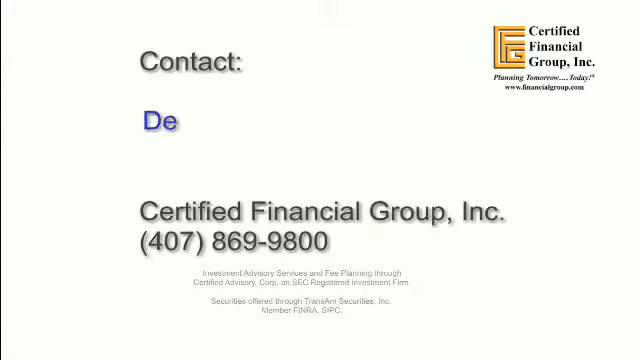 Certified
Financial
Group, Inc.
Planning Tomorrow....Today!®
www.financialgroup.com
Contact:
De
Certified Financial Group, Inc.
(407) 869-9800
Investment Advisory Services and Fee Planning through
Certified Advisory, Corp, an SEC Registered Investment Firm
Securities offered through TransAm Securities, Inc.
Member FINRA, SIPC.